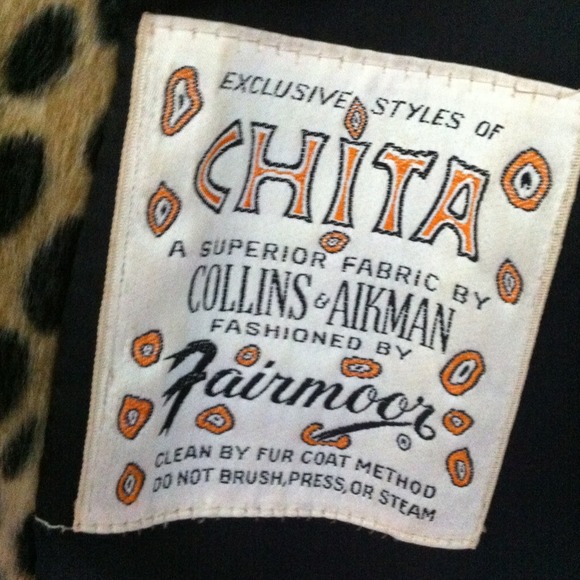 EXCLUSIVE STYLES OF
CHITA
A SUPERIOR FABRIC BY
COLLINS & AIKMAN
FASHIONED BY
Fairmoor
CLEAN BY FUR COAT METHOD
DO NOT BRUSH, PRESS, OR STEAM